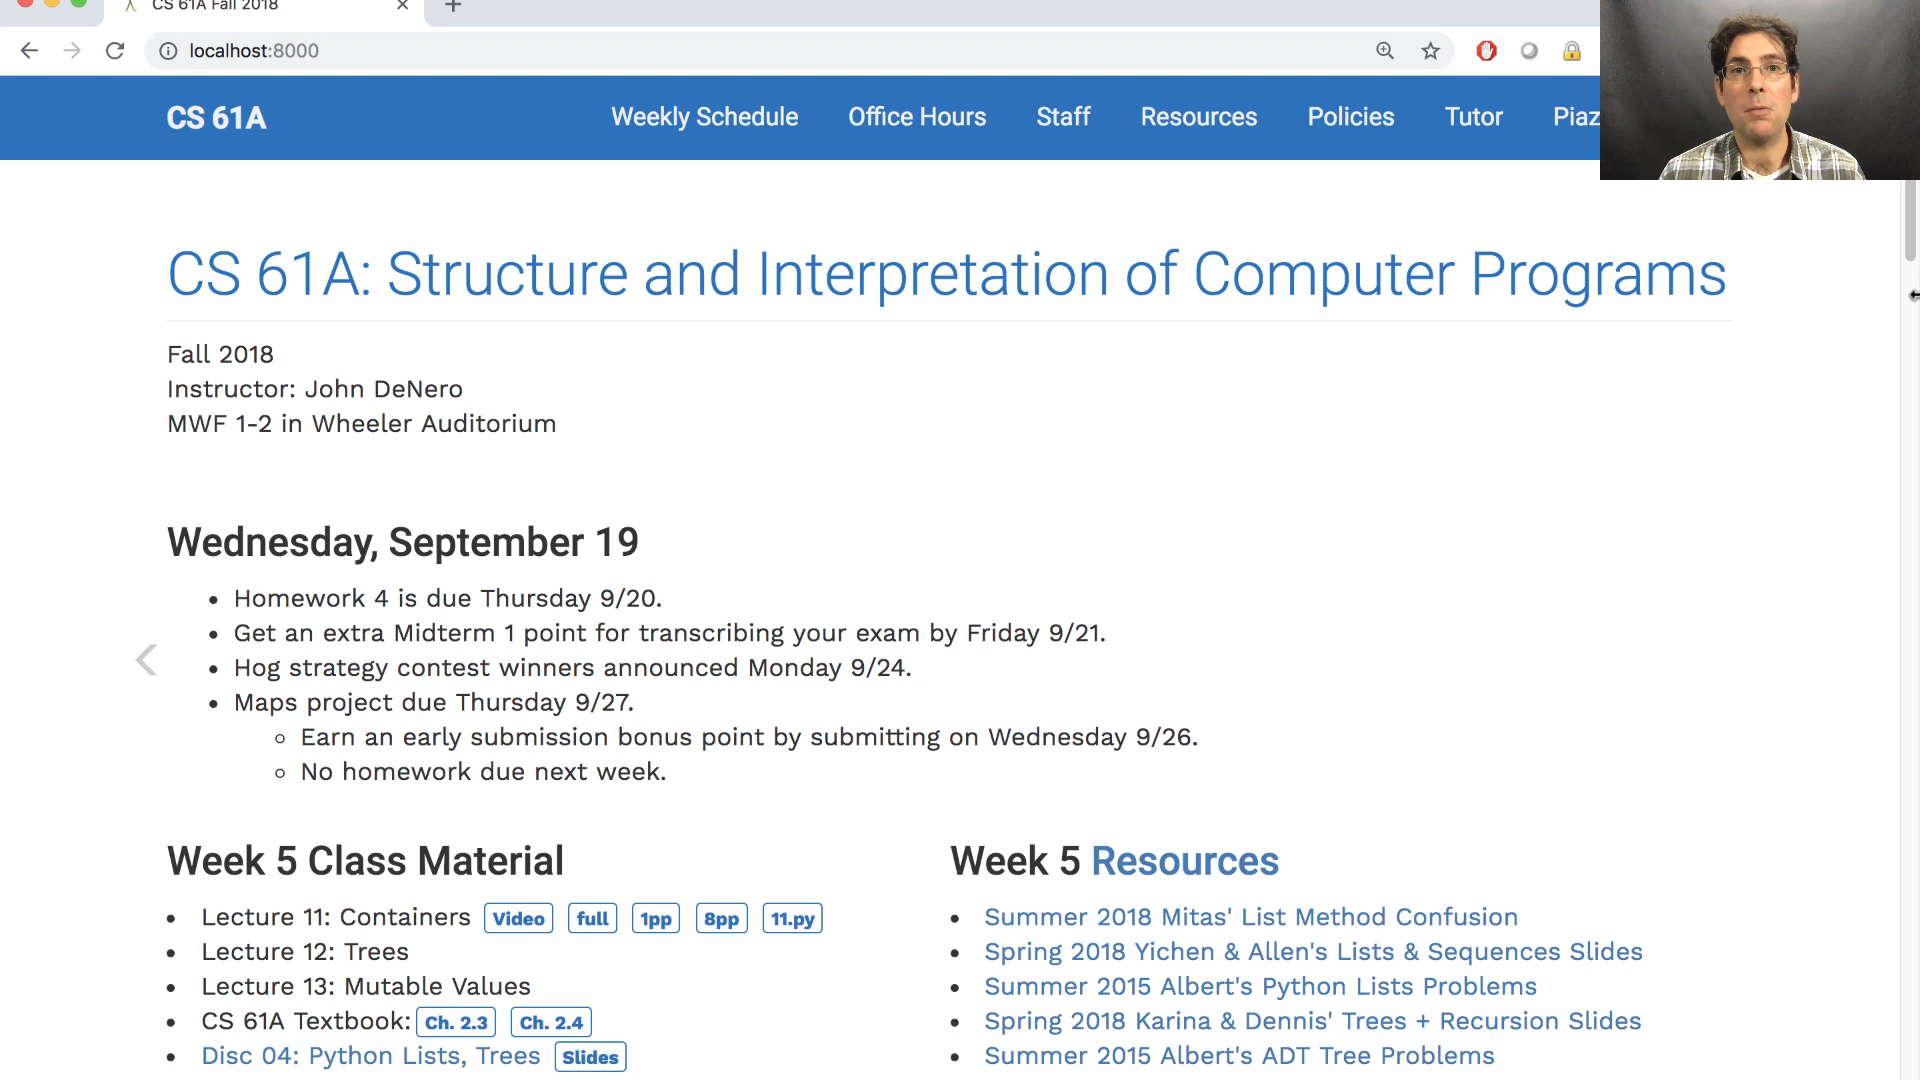 CS 61A Fall 2018
localhost:8000
CS 61A
Weekly Schedule
Office Hours
Staff
Resources
Policies
Tutor
Piaz
CS 61A: Structure and Interpretation of Computer Programs
Fall 2018
Instructor: John DeNero
MWF 1-2 in Wheeler Auditorium
Wednesday, September 19
Homework 4 is due Thursday 9/20.
Get an extra Midterm 1 point for transcribing your exam by Friday 9/21.
Hog strategy contest winners announced Monday 9/24.
Maps project due Thursday 9/27.
Earn an early submission bonus point by submitting on Wednesday 9/26.
No homework due next week.
Week 5 Class Material
Lecture 11: Containers Video full 1pp 8pp 11.py
Lecture 12: Trees
Lecture 13: Mutable Values
CS 61A Textbook: Ch. 2.3 Ch. 2.4
Disc 04: Python Lists, Trees Slides
Week 5 Resources
Summer 2018 Mitas' List Method Confusion
Spring 2018 Yichen & Allen's Lists & Sequences Slides
Summer 2015 Albert's Python Lists Problems
Spring 2018 Karina & Dennis' Trees + Recursion Slides
Summer 2015 Albert's ADT Tree Problems